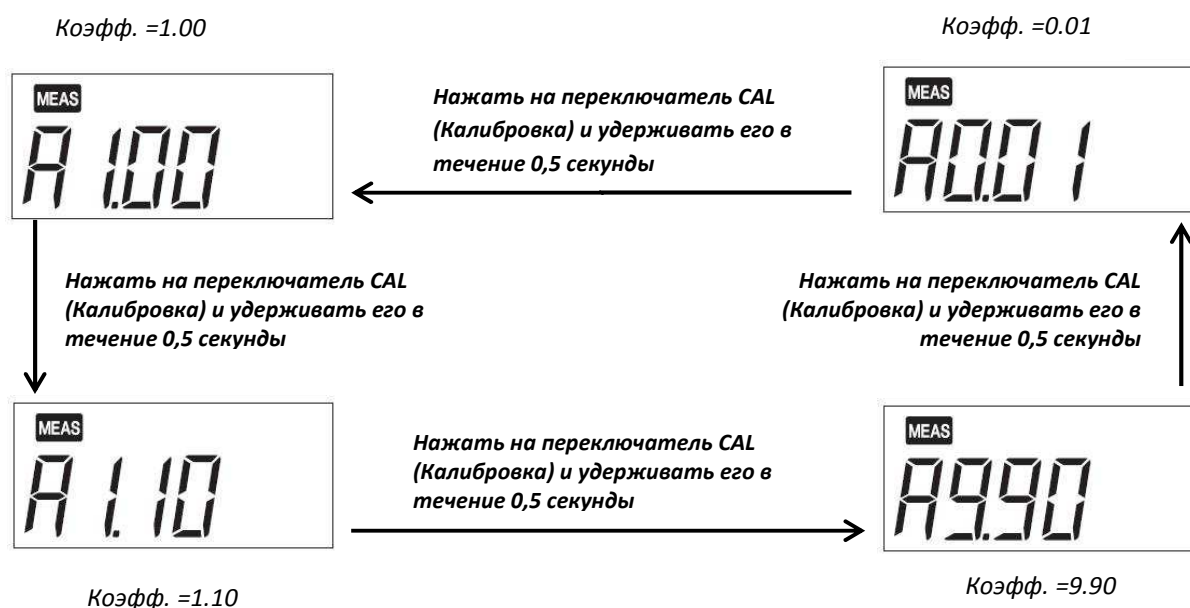 Коэфф. =1.00
Коэфф. =0.01
MEAS
A 1.00
Нажать на переключатель CAL
(Калибровка) и удерживать его в
течение 0,5 секунды
MEAS
A0.01
Нажать на переключатель CAL
(Калибровка) и удерживать его в
течение 0,5 секунды
Нажать на переключатель CAL
(Калибровка) и удерживать его в
течение 0,5 секунды
MEAS
A 1.10
Нажать на переключатель CAL
(Калибровка) и удерживать его в
течение 0,5 секунды
MEAS
A9.90
Коэфф. =1.10
Коэфф. =9.90